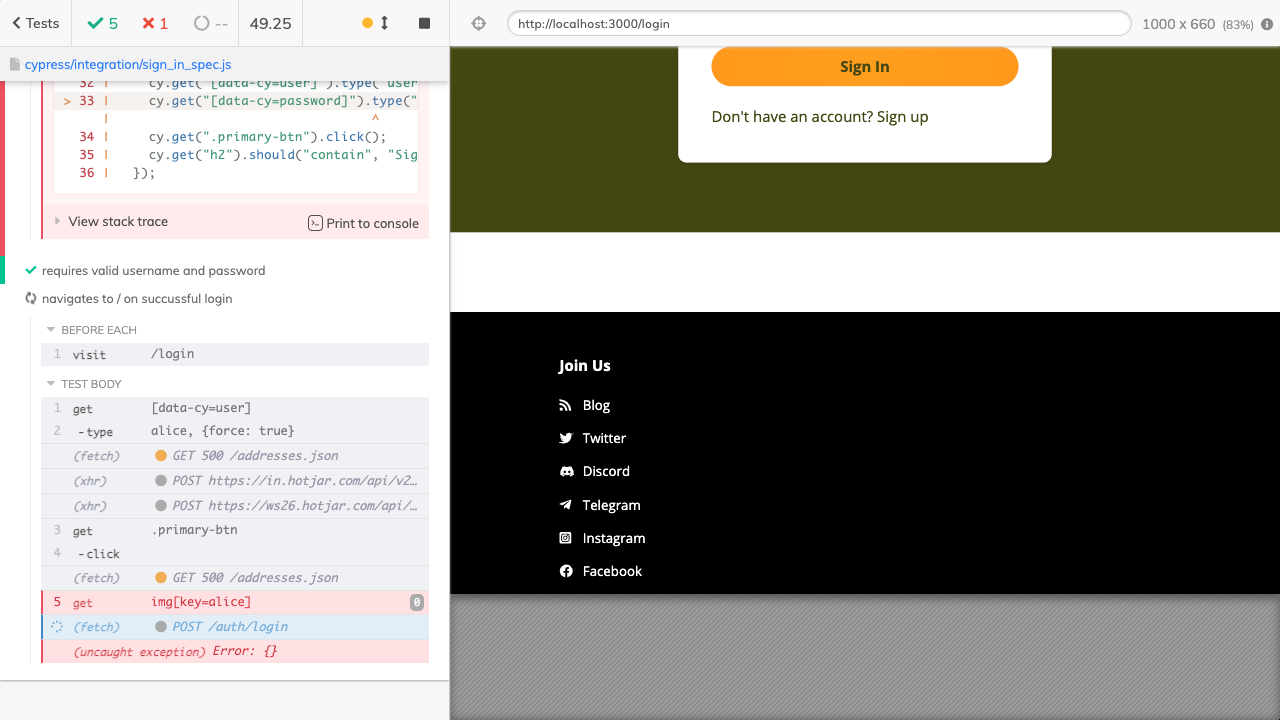 Tests
5
1
--
49.25
http://localhost:3000/login
1000 x 660 (83%)
cypress/integration/sign_in_spec.js
32 | cy.get("[data-cy=user]").type("user
> 33 | cy.get("[data-cy=password]").type("
| ^
34 | cy.get(".primary-btn").click();
35 | cy.get("h2").should("contain", "Sig
36 | });
View stack trace
Print to console
requires valid username and password
navigates to / on succussful login
BEFORE EACH
1 visit /login
TEST BODY
1 get [data-cy=user]
2 -type alice, {force: true}
(fetch) GET 500 /addresses.json
(xhr) POST https://in.hotjar.com/api/v2…
(xhr) POST https://ws26.hotjar.com/api/…
3 get .primary-btn
4 -click
(fetch) GET 500 /addresses.json
5 get img[key=alice] 0
(fetch) POST /auth/login
(uncaught exception) Error: {}
Sign In
Don't have an account? Sign up
Join Us
Blog
Twitter
Discord
Telegram
Instagram
Facebook